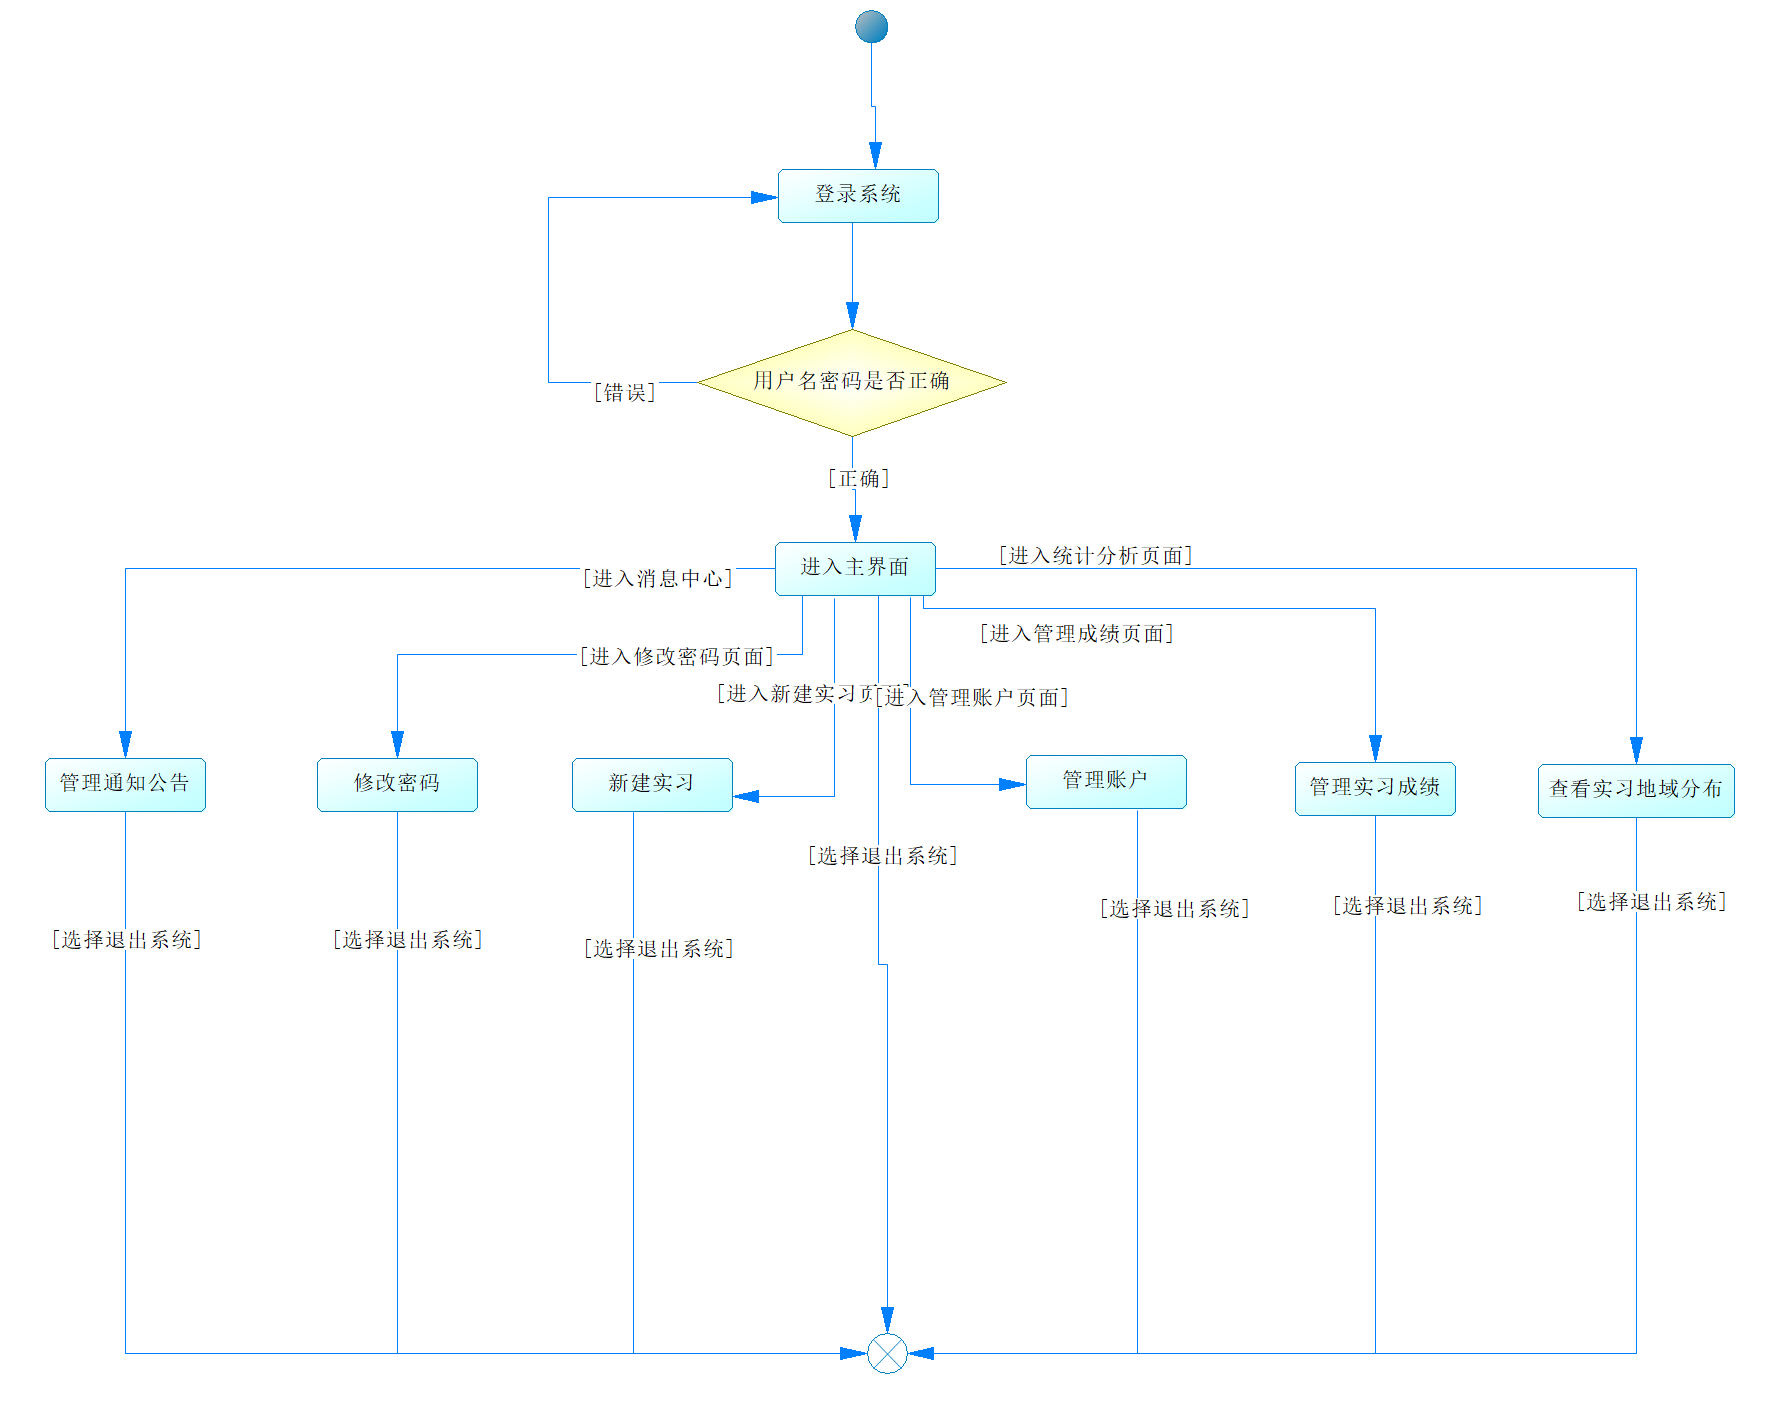 登录系统
用户名密码是否正确
[错误]
[正确]
进入主界面
[进入统计分析页面]
[进入消息中心]
[进入管理成绩页面]
[进入修改密码页面]
[进入新建实习页
[进入管理账户页面]
管理通知公告
修改密码
新建实习
管理账户
管理实习成绩
查看实习地域分布
[选择退出系统]
[选择退出系统]
[选择退出系统]
[选择退出系统]
[选择退出系统]
[选择退出系统]
[选择退出系统]